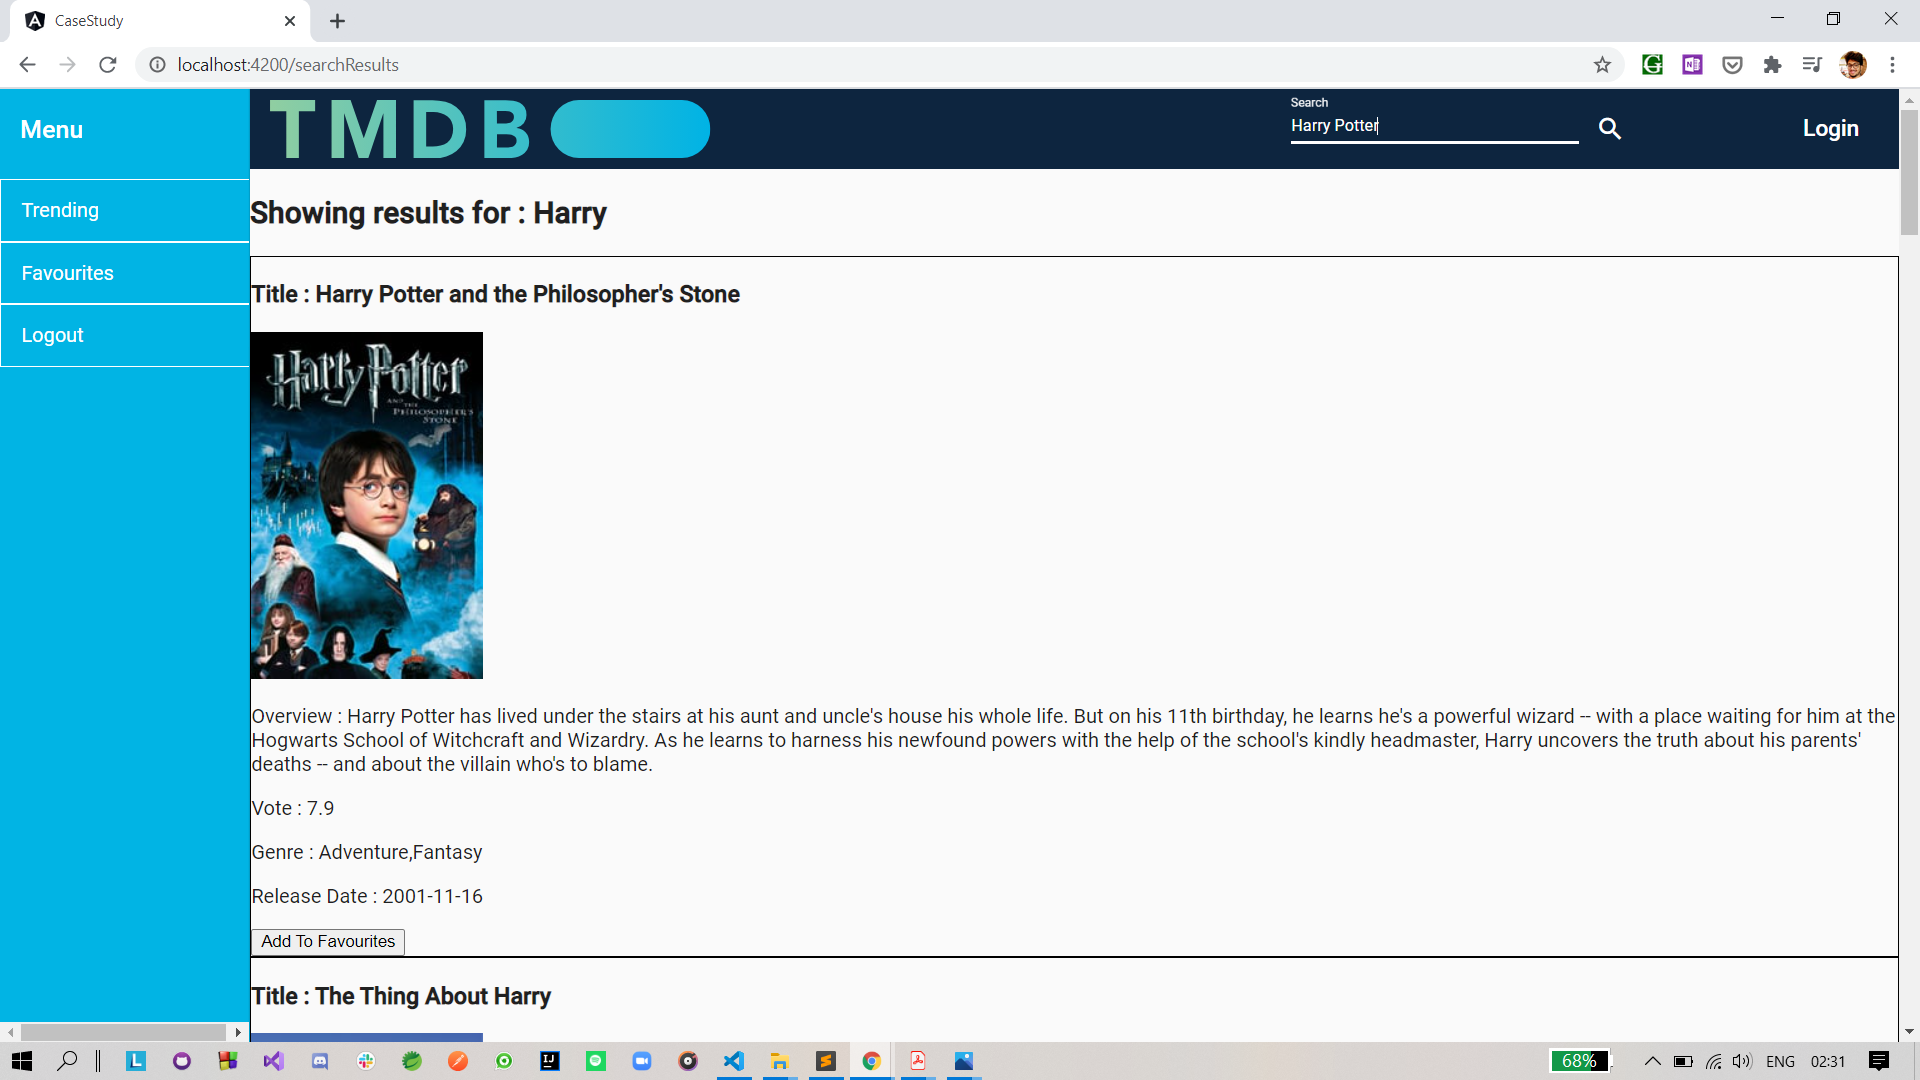 CaseStudy
localhost:4200/searchResults
Menu
TMDB
Search
Harry Potter
Login
Trending
Favourites
Logout
Showing results for : Harry
Title : Harry Potter and the Philosopher's Stone
Harry Potter
AND THE
PHILOSOPHER'S
STONE
Overview : Harry Potter has lived under the stairs at his aunt and uncle's house his whole life. But on his 11th birthday, he learns he's a powerful wizard -- with a place waiting for him at the
Hogwarts School of Witchcraft and Wizardry. As he learns to harness his newfound powers with the help of the school's kindly headmaster, Harry uncovers the truth about his parents'
deaths -- and about the villain who's to blame.
Vote : 7.9
Genre : Adventure,Fantasy
Release Date : 2001-11-16
Add To Favourites
Title : The Thing About Harry
L
IJ
68%
ENG
02:31